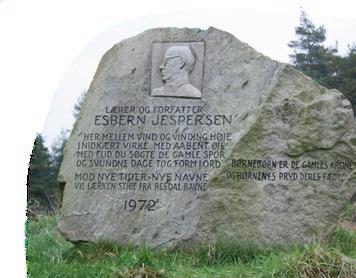 LÆRER OG FORFATTER
ESBERN JESPERSEN
"HER MELLEM VIND OG VINDING HØJE
I NIDKÆRT VIRKE MED AABENT ØJE
MED FLID DU SØGTE DE GAMLE SPOR
OG SVUNDNE DAGE TOG FORM I ORD
MOD NYE TIDER-NYE NAVNE
VIL LÆRKEN STIGE FRA RESDAL BAVNE
1972
BØRNEBØRN ER DE GAMLES KRONE
OG BØRNENES PRYD DERES FÆDRE